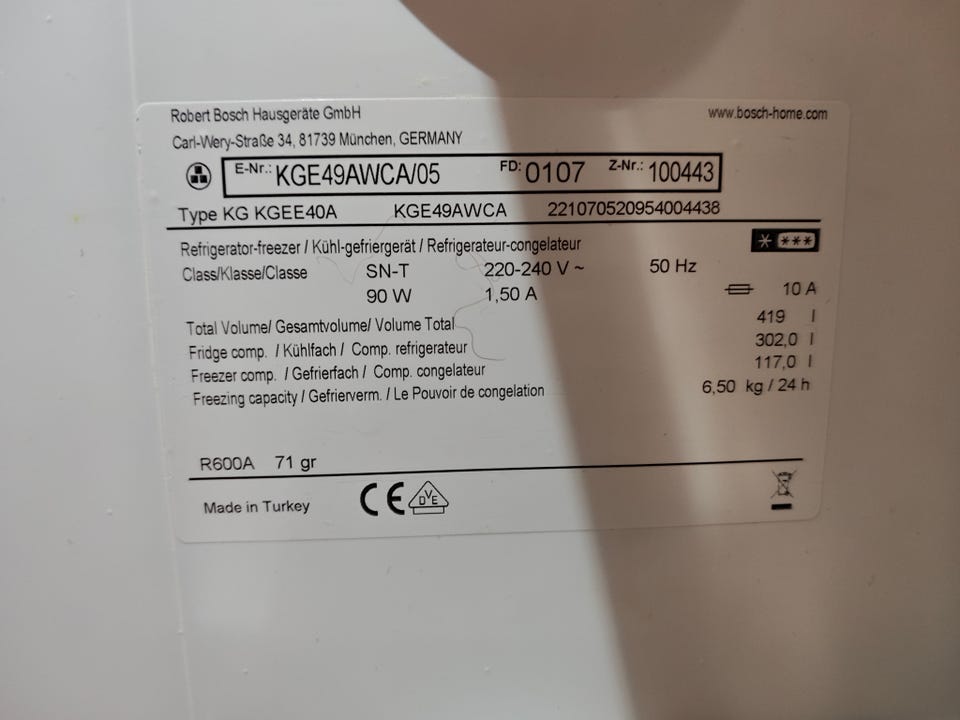 Robert Bosch Hausgeräte GmbH www.bosch-home.com
Carl-Wery-Straße 34, 81739 München, GERMANY
E-Nr.: KGE49AWCA/05 FD: 0107 Z-Nr.: 100443
Type KG KGEE40A KGE49AWCA 221070520954004438
Refrigerator-freezer / Kühl-gefriergerät / Refrigerateur-congelateur * ***
Class/Klasse/Classe SN-T 220-240 V ~ 50 Hz
90 W 1,50 A 10 A
Total Volume/ Gesamtvolume/ Volume Total 419 l
Fridge comp. / Kühlfach / Comp. refrigerateur 302,0 l
Freezer comp. / Gefrierfach / Comp. congelateur 117,0 l
Freezing capacity / Gefrierverm. / Le Pouvoir de congelation 6,50 kg / 24 h
R600A 71 gr
Made in Turkey CE DVE